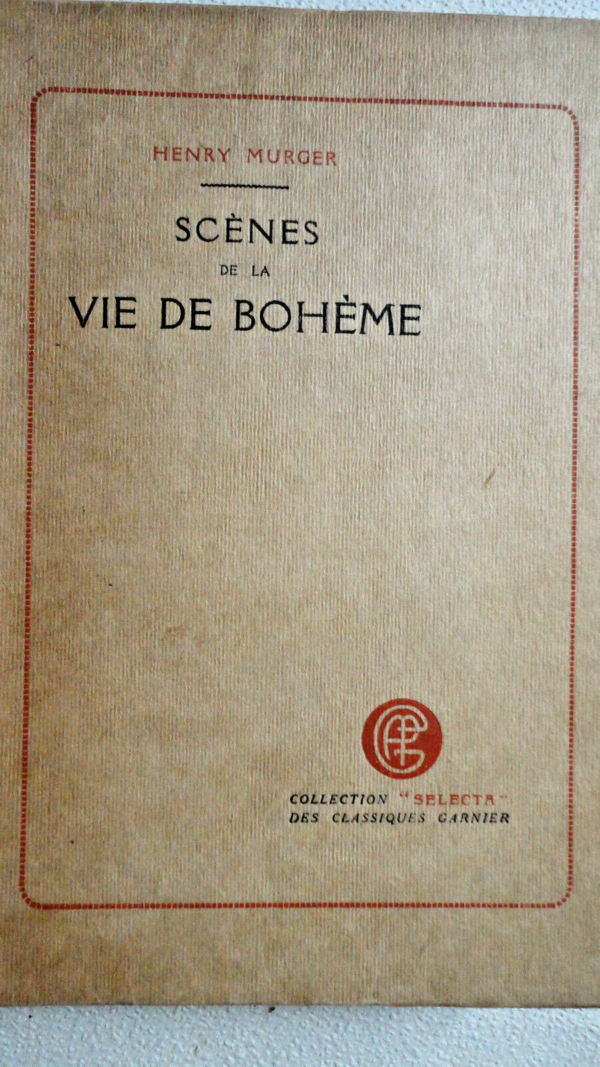 HENRY MURGER
SCÈNES
DE LA
VIE DE BOHÈME
COLLECTION "SELECTA"
DES CLASSIQUES GARNIER